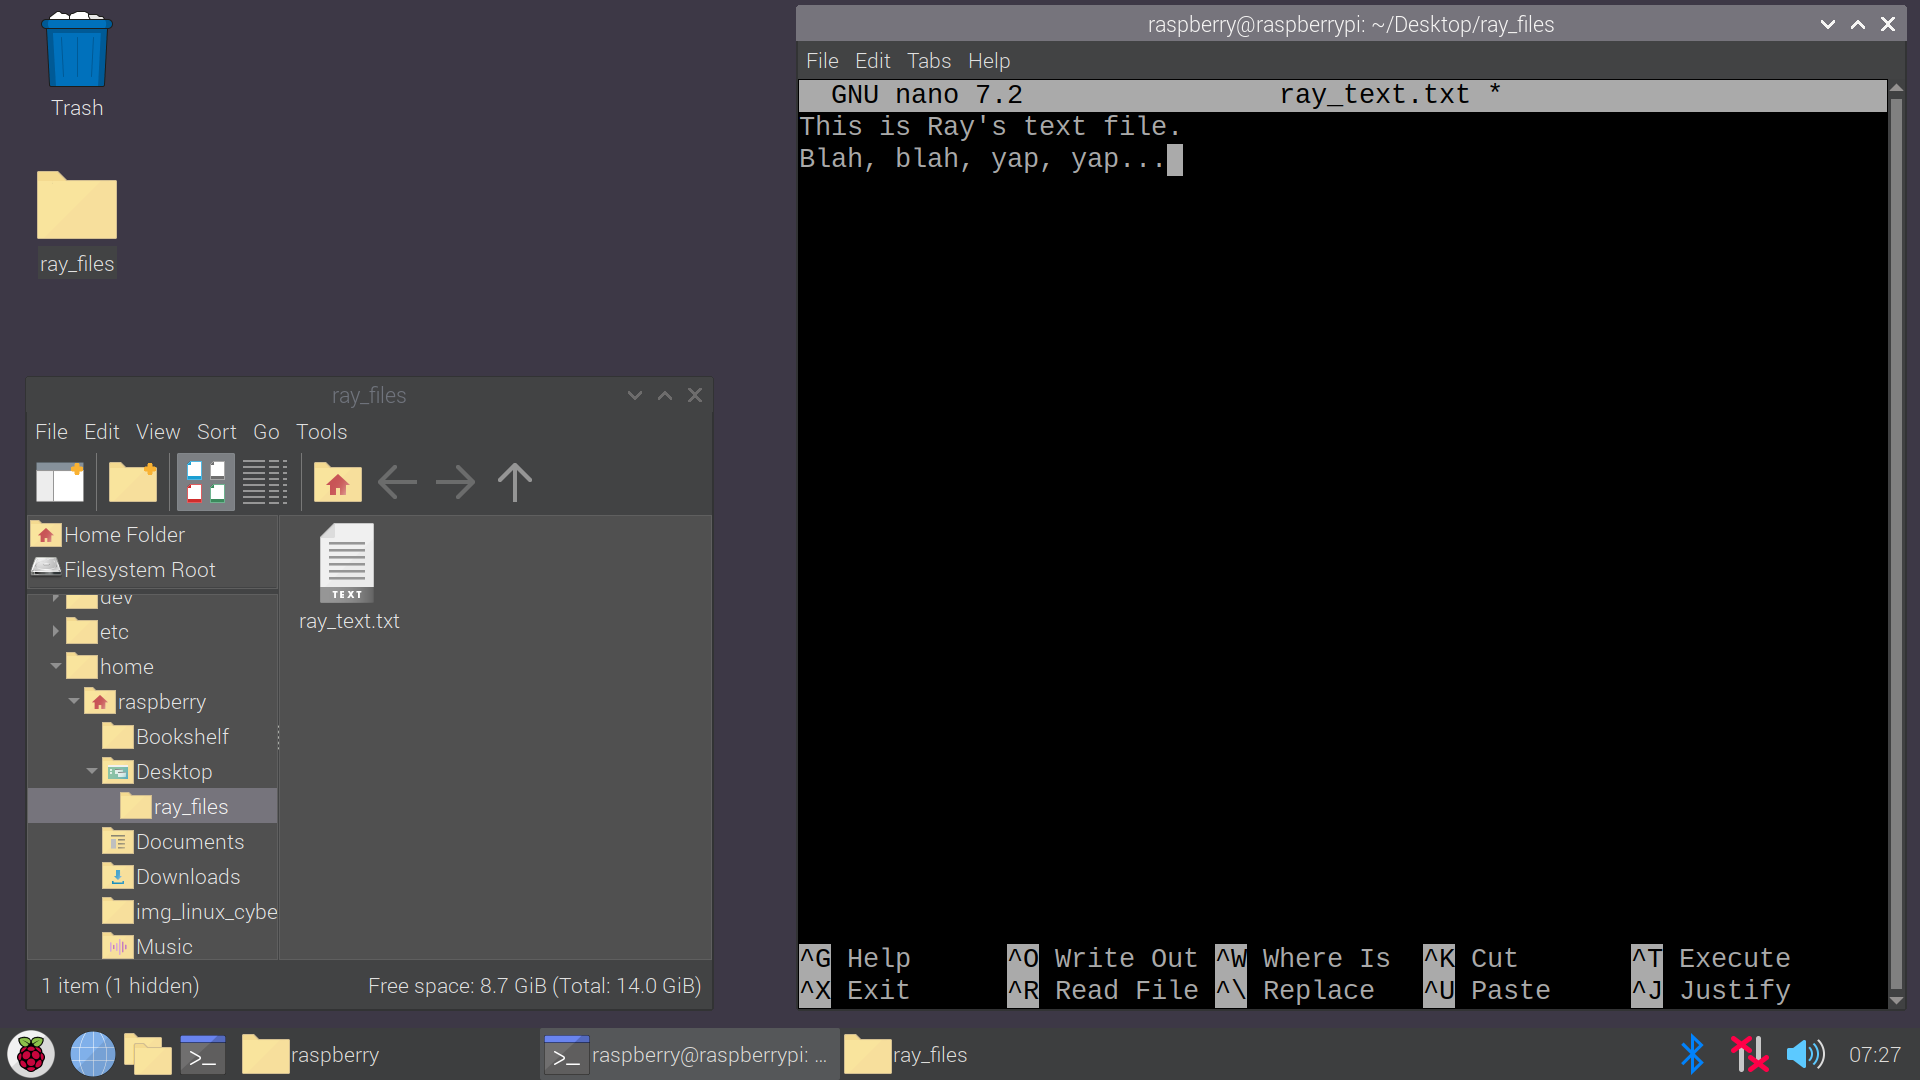 Trash
ray_files
raspberry@raspberrypi: ~/Desktop/ray_files
File Edit Tabs Help
GNU nano 7.2 ray_text.txt *
This is Ray's text file.
Blah, blah, yap, yap...
^G Help ^O Write Out ^W Where Is ^K Cut ^T Execute
^X Exit ^R Read File ^\ Replace ^U Paste ^J Justify
ray_files
File Edit View Sort Go Tools
Home Folder
Filesystem Root
dev
etc
home
raspberry
Bookshelf
Desktop
ray_files
Documents
Downloads
img_linux_cybe
Music
TEXT
ray_text.txt
1 item (1 hidden) Free space: 8.7 GiB (Total: 14.0 GiB)
>_ raspberry >_ raspberry@raspberrypi: ... ray_files 07:27